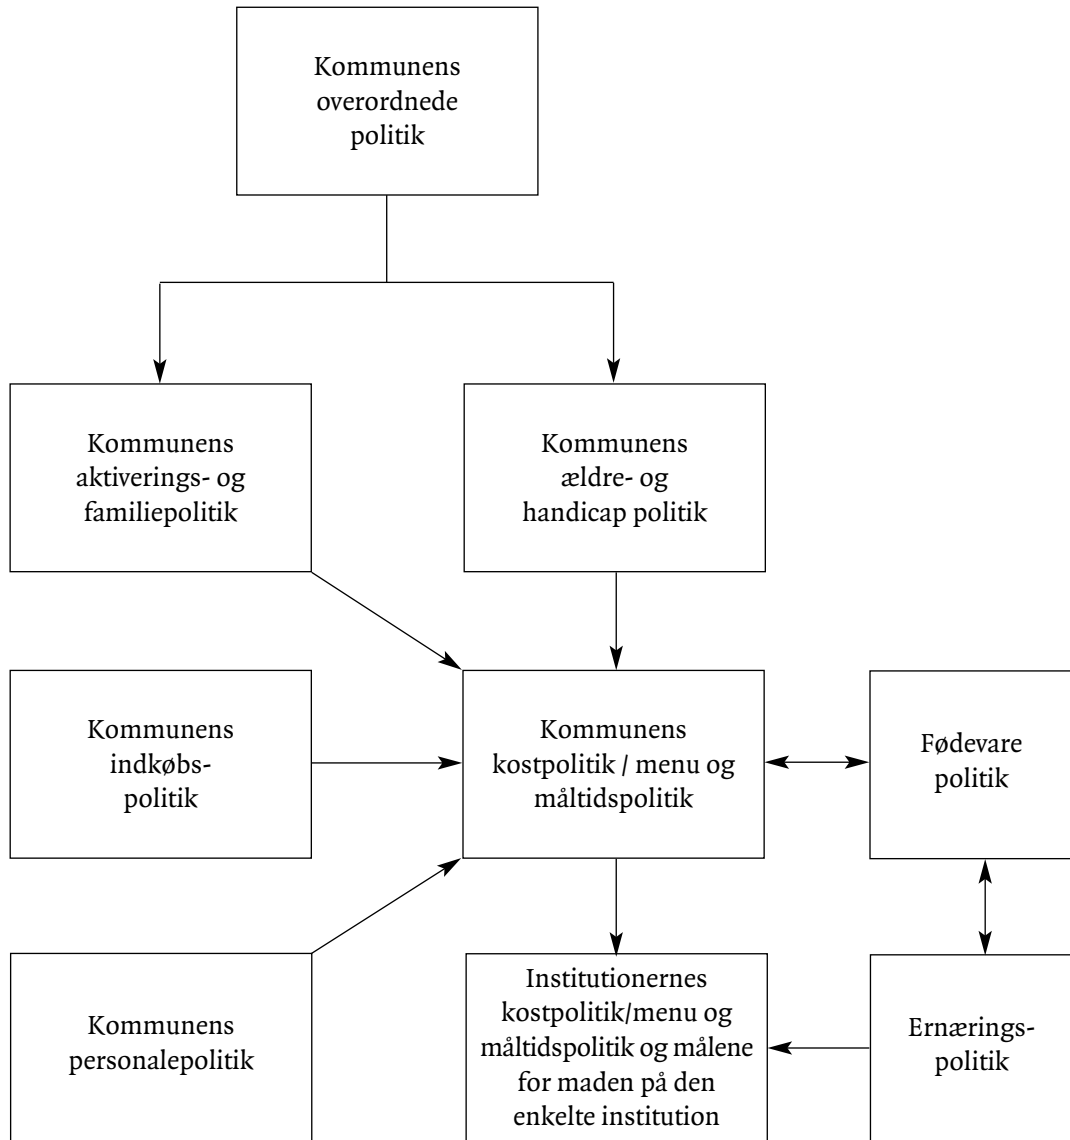 Kommunens
overordnede
politik
Kommunens
aktiverings- og
familiepolitik
Kommunens
ældre- og
handicap politik
Kommunens
indkøbs-
politik
Kommunens
kostpolitik / menu og
måltidspolitik
Fødevare
politik
Kommunens
personalepolitik
Institutionernes
kostpolitik/menu og
måltidspolitik og målene
for maden på den
enkelte institution
Ernærings-
politik